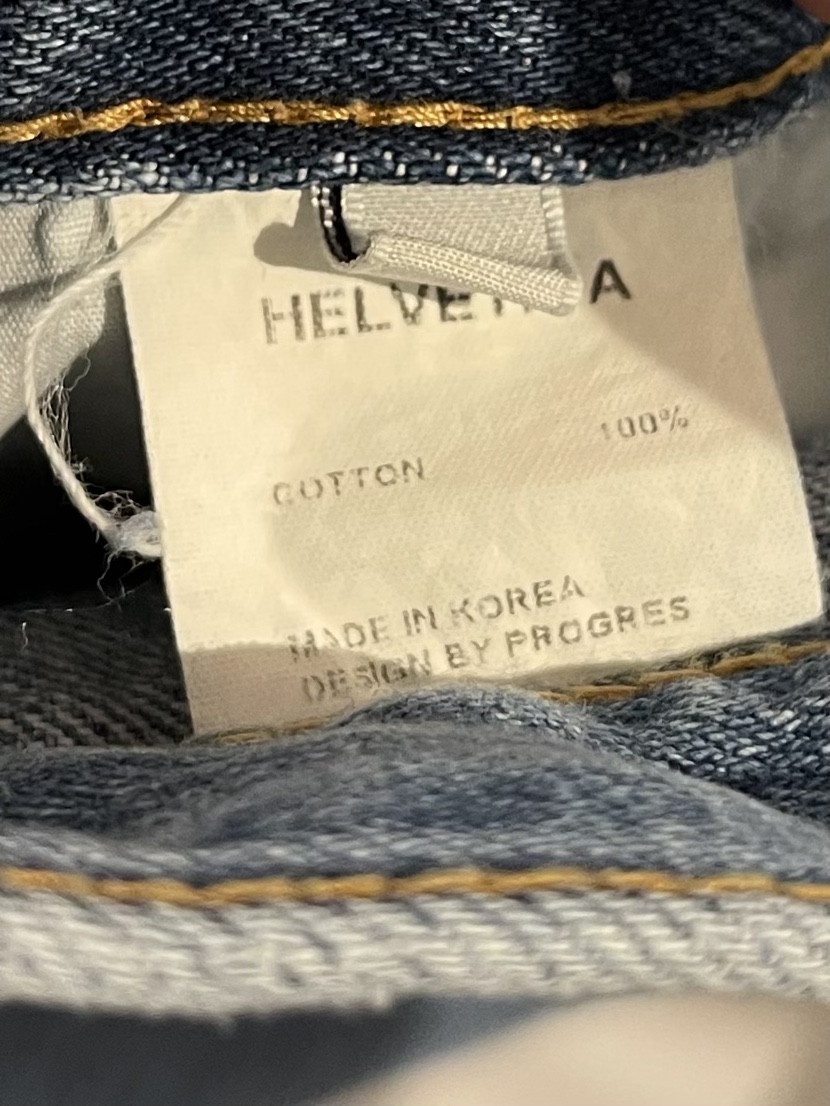 100%
COTTON
MADE IN KOREA
DESIGN BY PROGRES